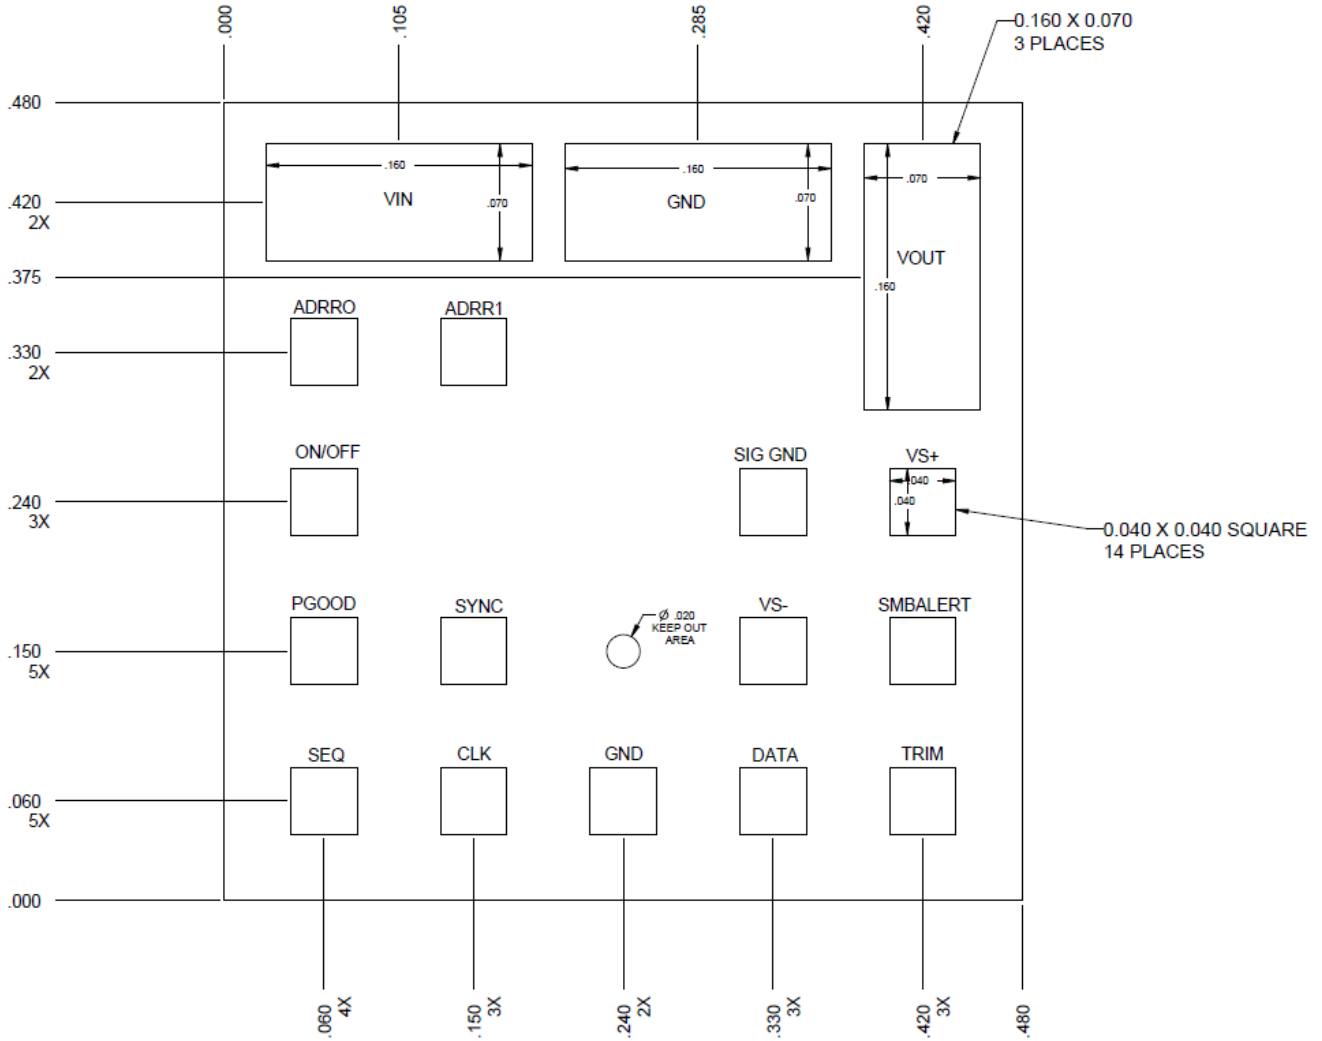 .000
.105
.285
.420
0.160 X 0.070
3 PLACES
.480
.160
.160
.070
VIN
.070
GND
.070
.420
2X
VOUT
.375
.160
ADRRO
ADRR1
.330
2X
ON/OFF
SIG GND
VS+
.040
.040
.240
3X
0.040 X 0.040 SQUARE
14 PLACES
PGOOD
SYNC
Ø .020
KEEP OUT
AREA
VS-
SMBALERT
.150
5X
SEQ
CLK
GND
DATA
TRIM
.060
5X
.000
.060 4X
.150 3X
.240 2X
.330 3X
.420 3X
.480